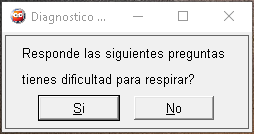 Diagnostico ...
Responde las siguientes preguntas
tienes dificultad para respirar?
Si
No